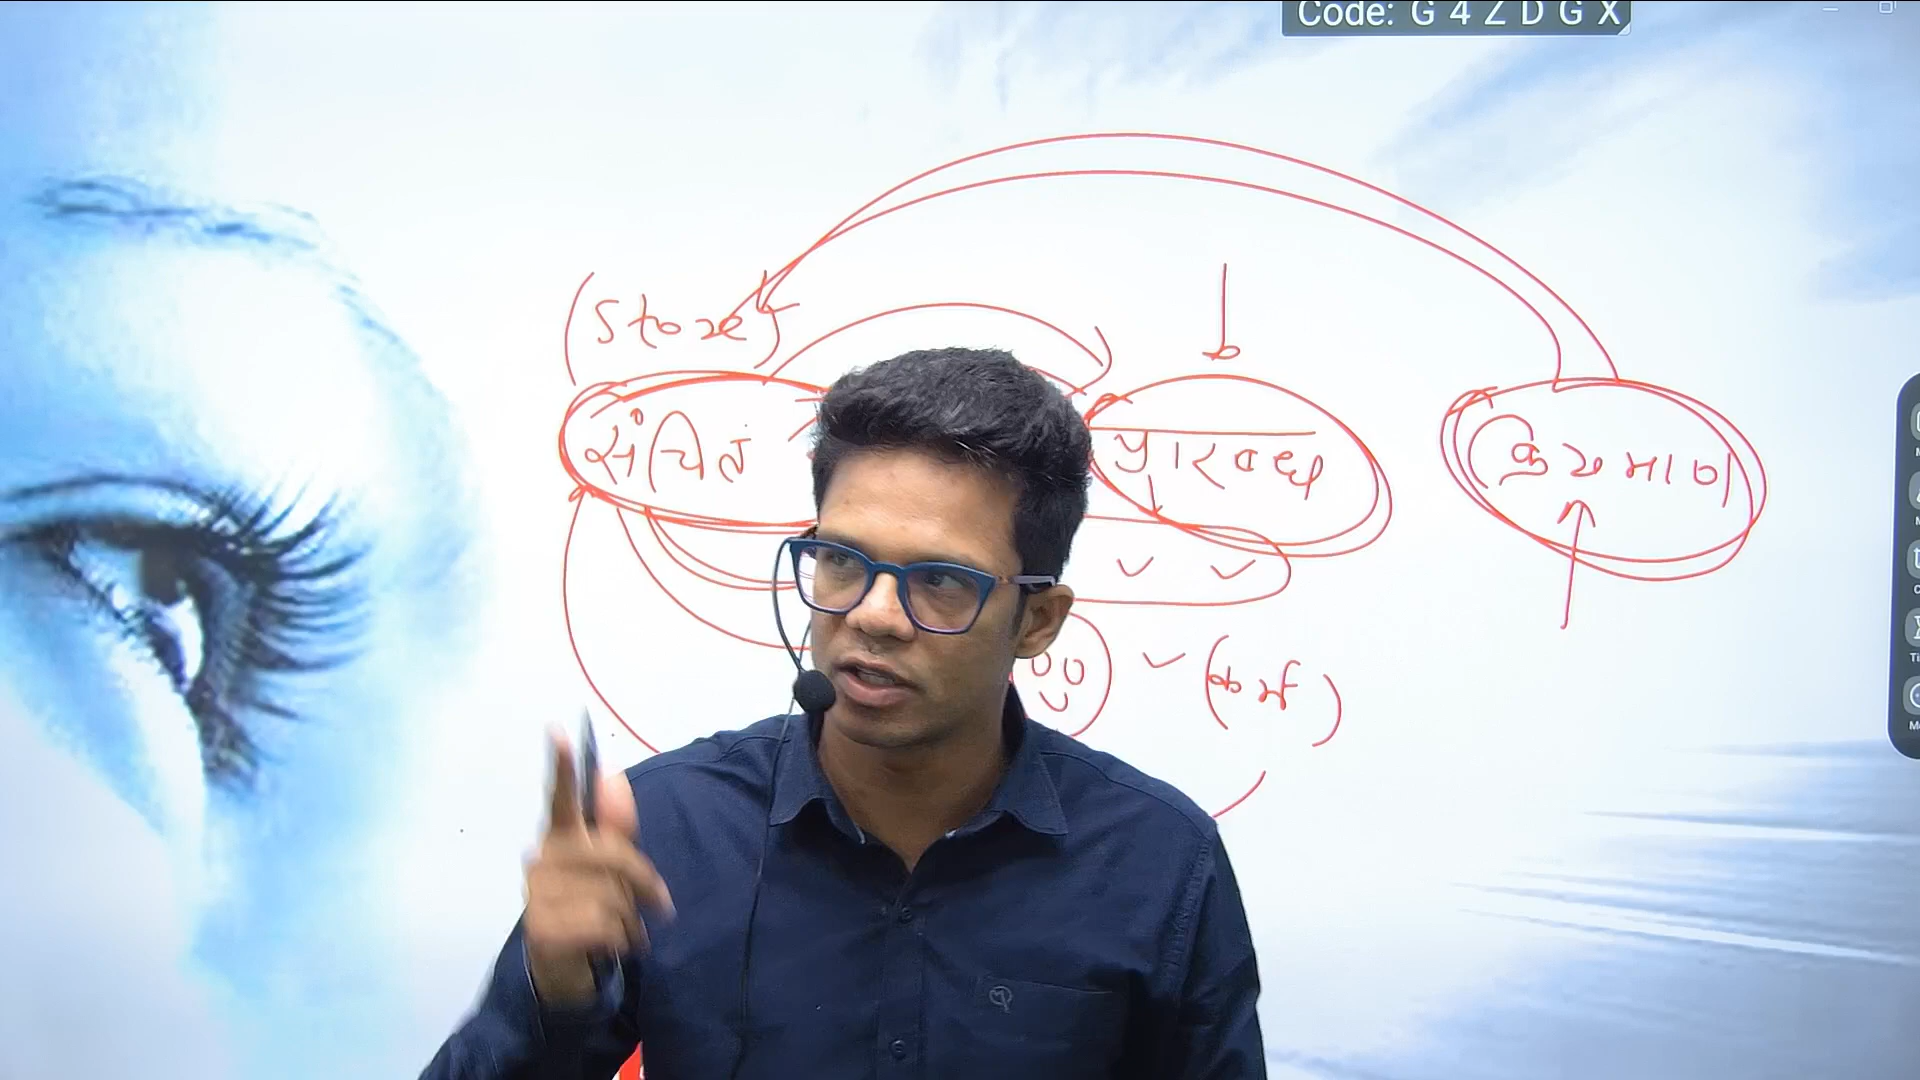 Code: G 4 Z D G X
(Store)
संचित प्रारब्ध क्रियमाण
(कर्म)